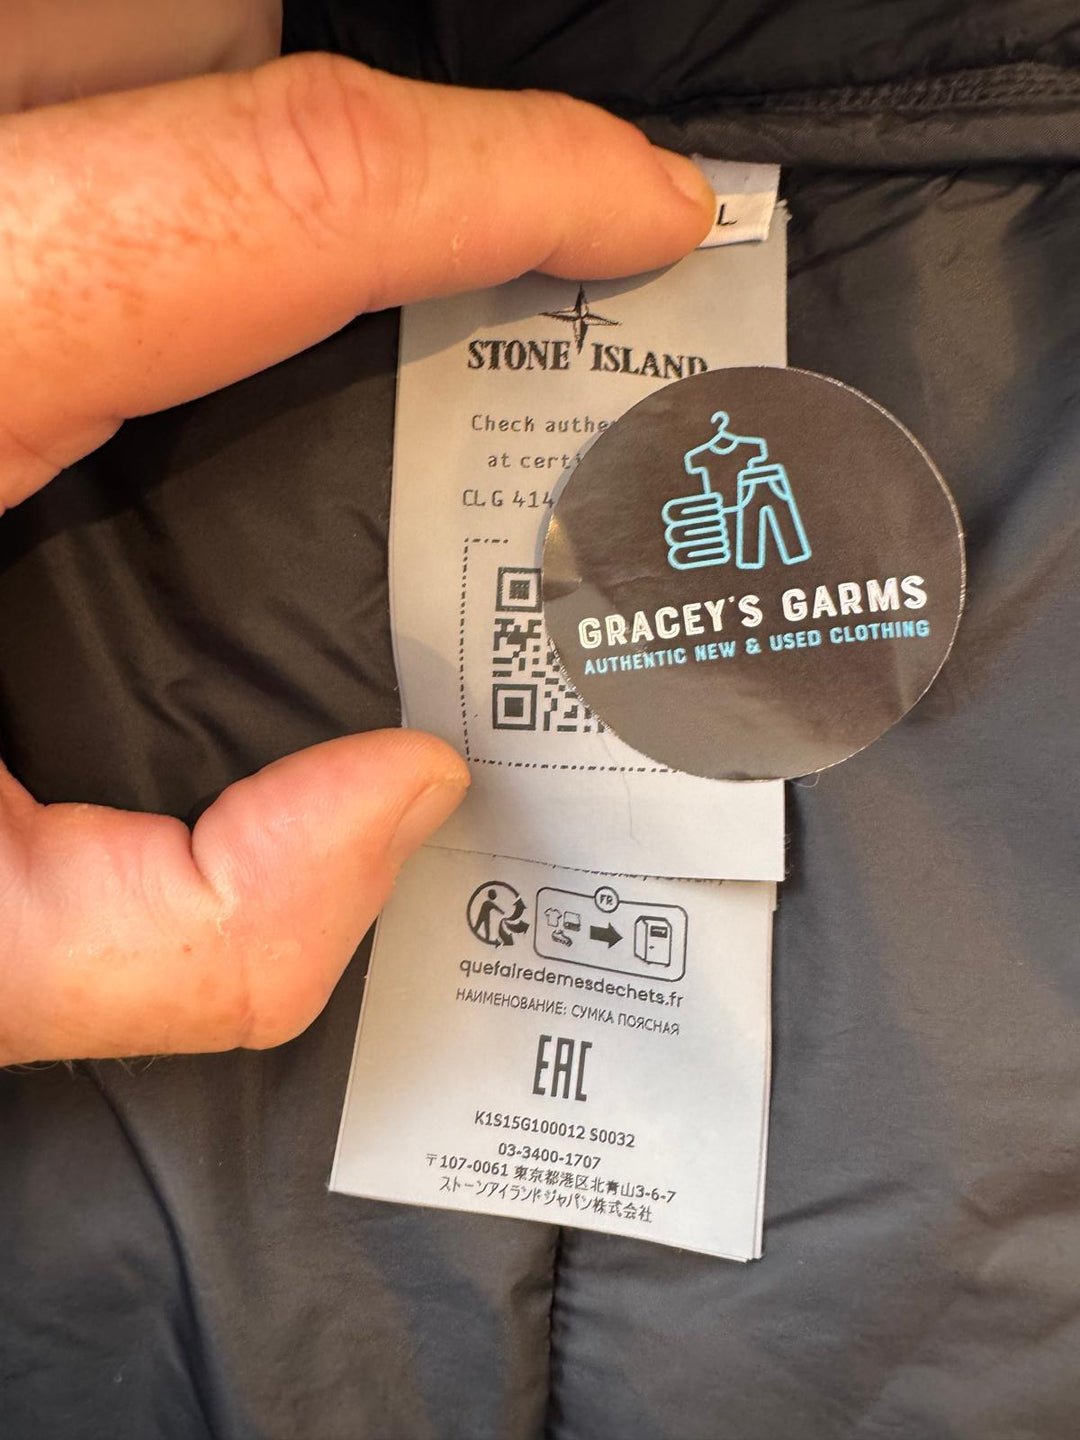 L
STONE ISLAND
Check authe
at certi
CLG 414
GRACEY'S GARMS
AUTHENTIC NEW & USED CLOTHING
FR
quefairedemesdechets.fr
НАИМЕНОВАНИЕ: СУМКА ПОЯСНАЯ
EAC
K1S15G100012 S0032
03-3400-1707
〒107-0061 東京都港区北青山3-6-7
ストーンアイランドジャパン株式会社